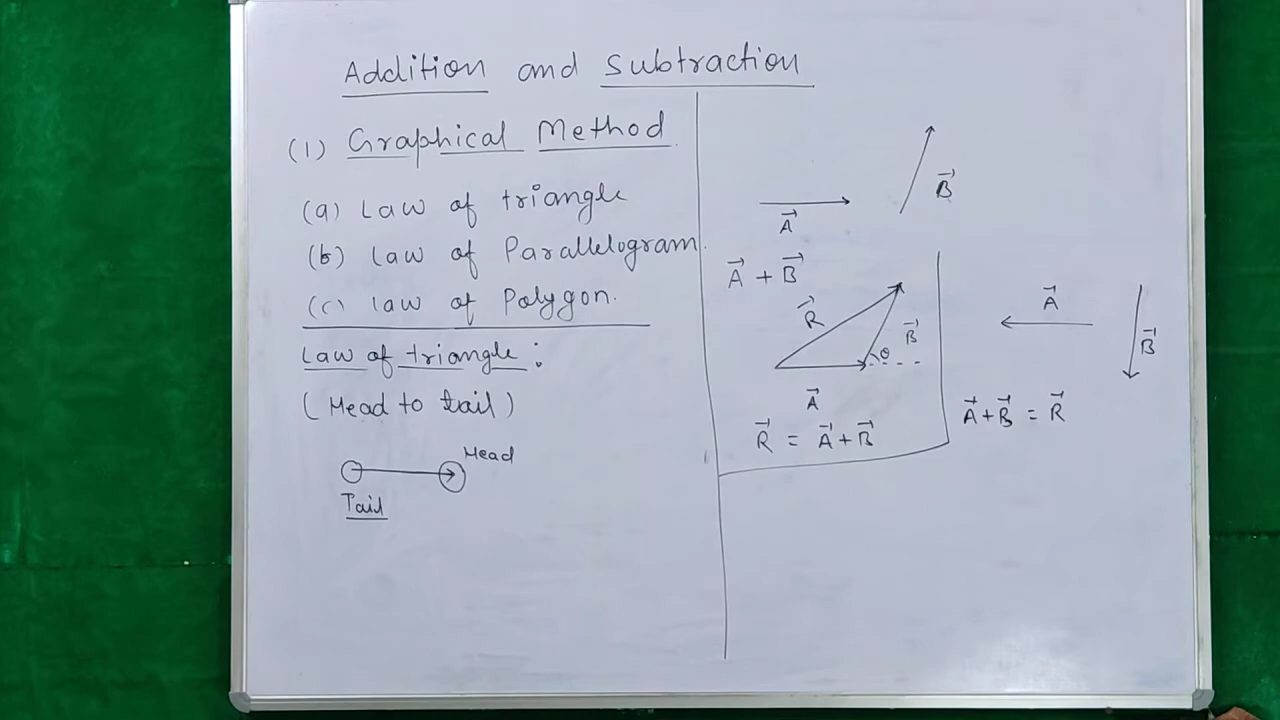 Addition and Subtraction
(1) Graphical Method
(a) Law of triangle
(b) Law of Parallelogram.
(c) Law of Polygon.
Law of triangle:
(Head to tail)
Head
Tail
A⃗
B⃗
A⃗ + B⃗
R⃗
B⃗
θ
A⃗
R⃗ = A⃗ + B⃗
A⃗
B⃗
A⃗ + B⃗ = R⃗